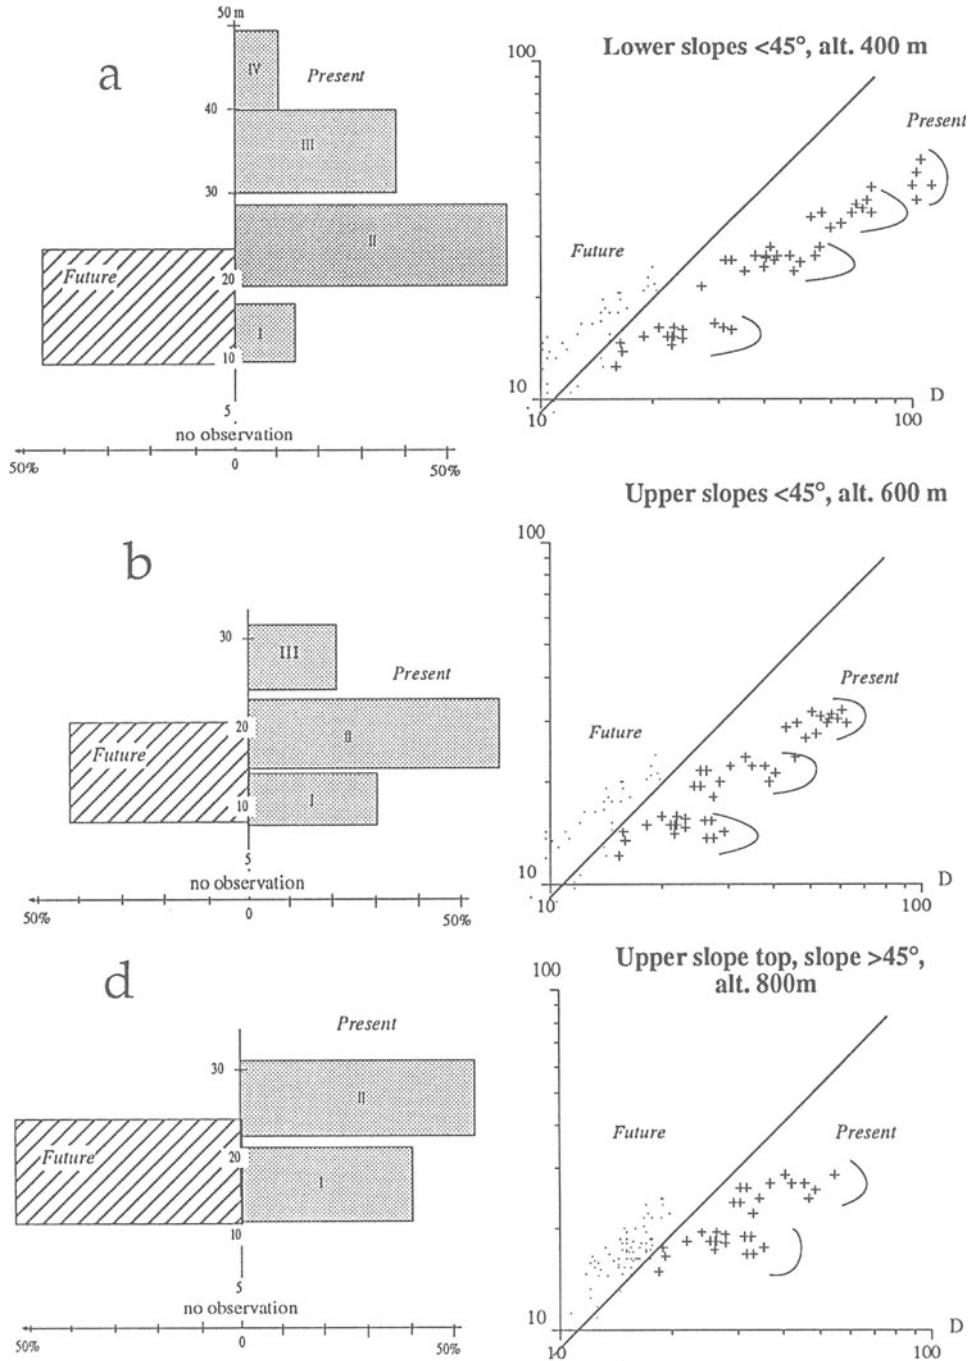 a
50 m
IV
Present
40
III
30
II
Future
20
I
10
5
no observation
50%
0
50%
Lower slopes <45°, alt. 400 m
100
Present
Future
10
10
100
D
b
30
III
Present
20
II
Future
10
I
5
no observation
50%
0
50%
Upper slopes <45°, alt. 600 m
100
Present
Future
10
10
100
D
d
Present
30
II
Future
20
I
10
5
no observation
50%
0
50%
Upper slope top, slope >45°,
alt. 800m
100
Future
Present
10
10
100
D